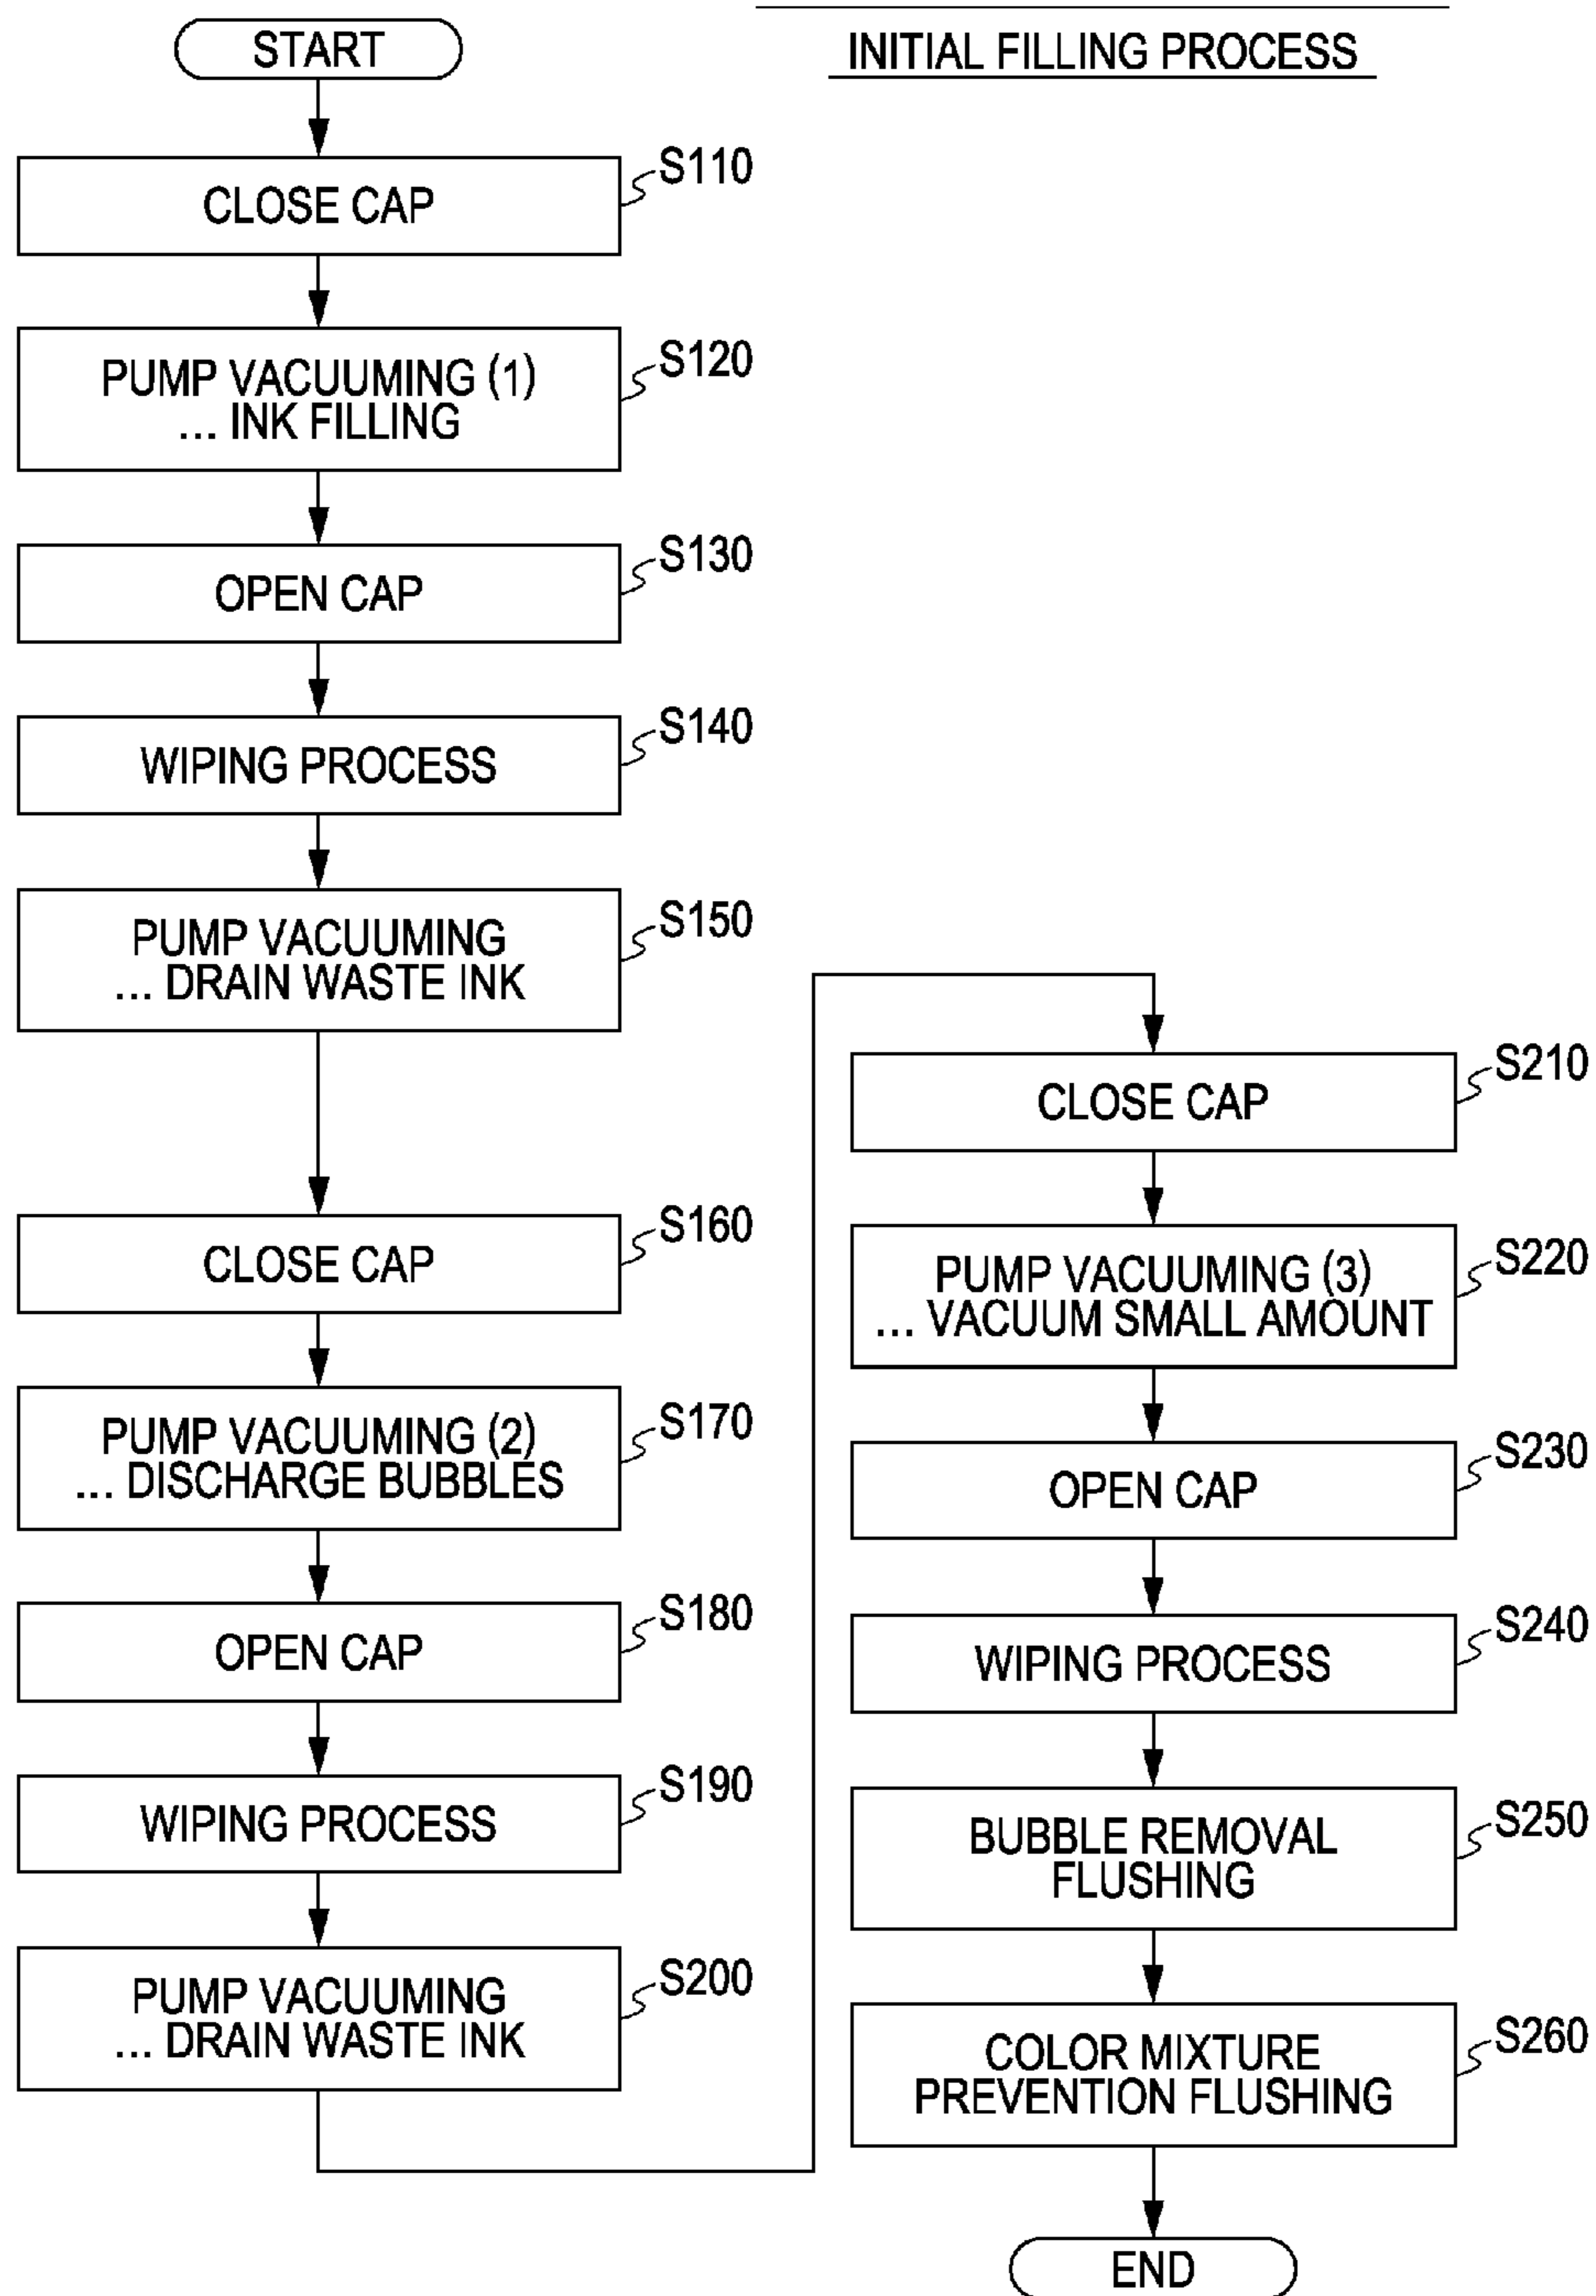 INITIAL FILLING PROCESS
START
CLOSE CAP
S110
PUMP VACUUMING (1)
... INK FILLING
S120
OPEN CAP
S130
WIPING PROCESS
S140
PUMP VACUUMING
... DRAIN WASTE INK
S150
CLOSE CAP
S160
PUMP VACUUMING (2)
... DISCHARGE BUBBLES
S170
OPEN CAP
S180
WIPING PROCESS
S190
PUMP VACUUMING
... DRAIN WASTE INK
S200
CLOSE CAP
S210
PUMP VACUUMING (3)
... VACUUM SMALL AMOUNT
S220
OPEN CAP
S230
WIPING PROCESS
S240
BUBBLE REMOVAL
FLUSHING
S250
COLOR MIXTURE
PREVENTION FLUSHING
S260
END